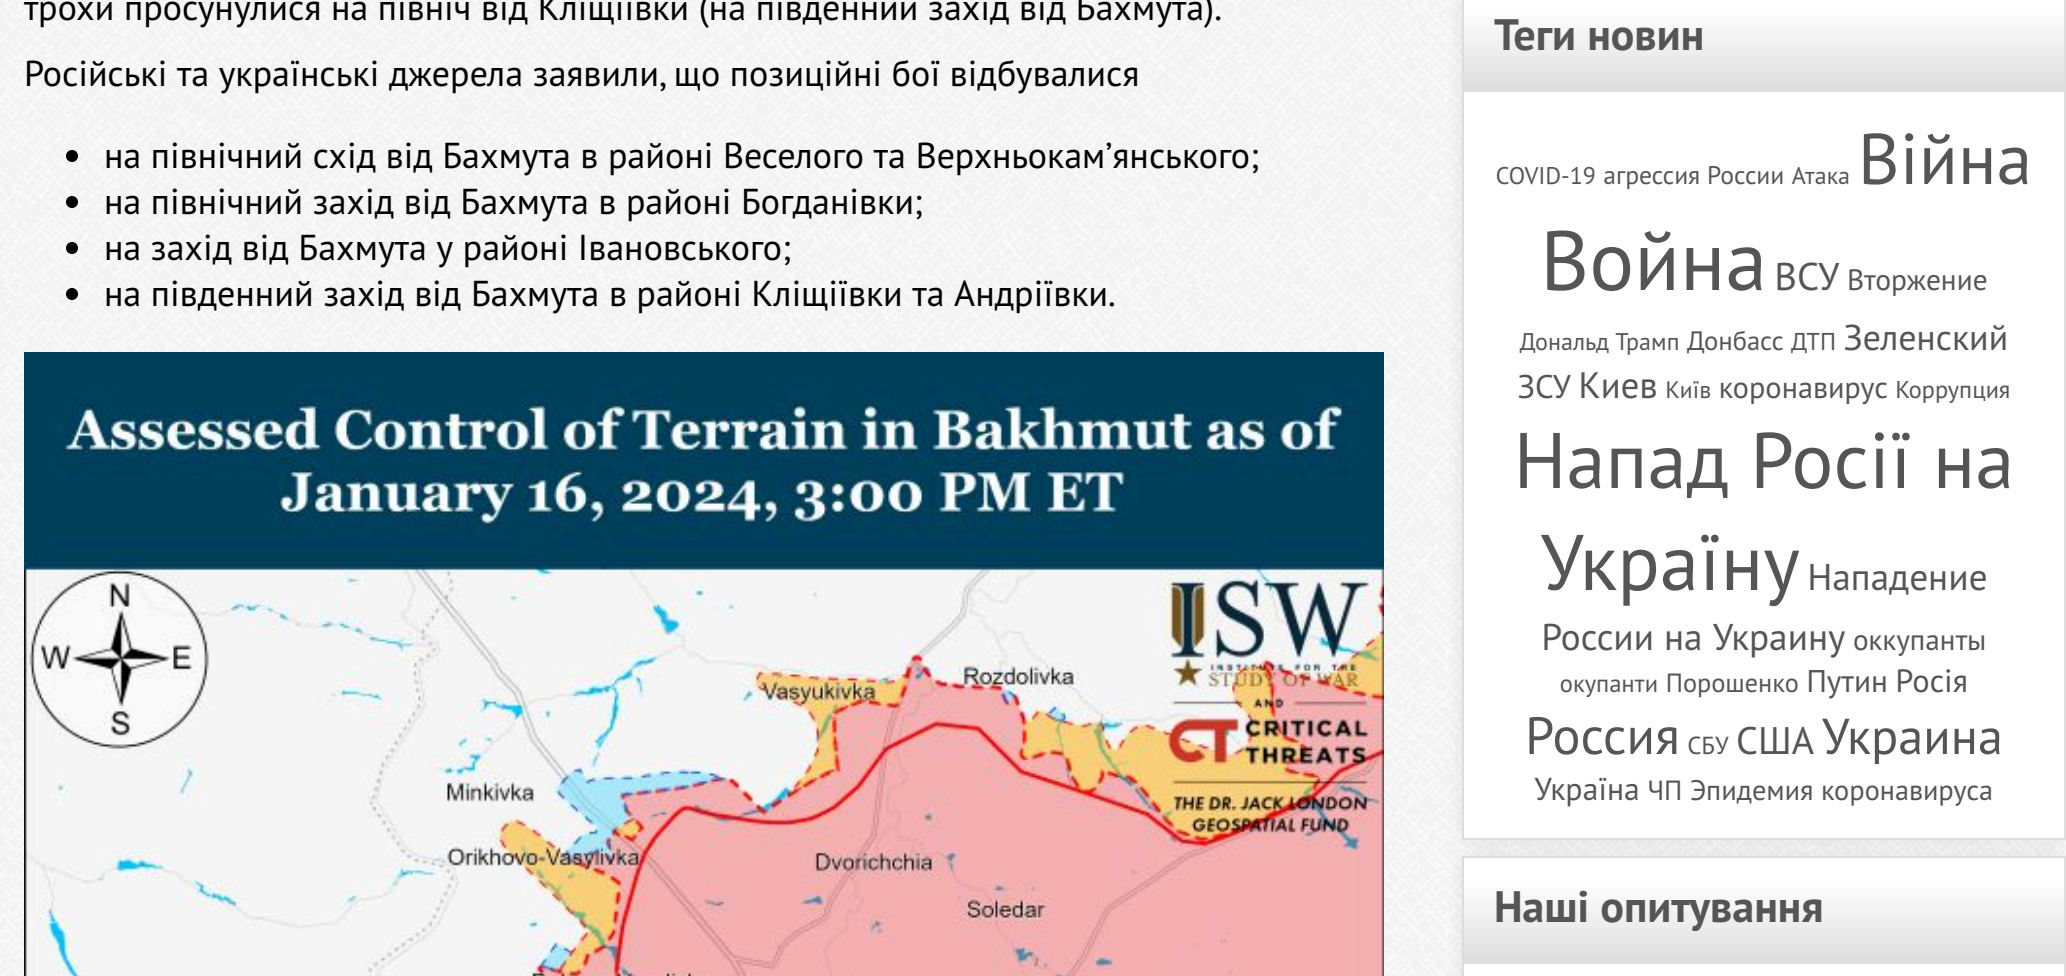 трохи просунулися на північ від Кліщіївки (на південний захід від Бахмута).
Російські та українські джерела заявили, що позиційні бої відбувалися
на північний схід від Бахмута в районі Веселого та Верхньокам’янського;
на північний захід від Бахмута в районі Богданівки;
на захід від Бахмута у районі Івановського;
на південний захід від Бахмута в районі Кліщіївки та Андріївки.
Assessed Control of Terrain in Bakhmut as of
January 16, 2024, 3:00 PM ET
N
W E
S
ISW
INSTITUTE FOR THE
STUDY OF WAR
AND
CT CRITICAL
THREATS
THE DR. JACK LONDON
GEOSPATIAL FUND
Vasyukivka
Rozdolivka
Minkivka
Orikhovo-Vasylivka
Dvorichchia
Soledar
Теги новин
COVID-19 агрессия России Атака Війна
Война ВСУ Вторжение
Дональд Трамп Донбасс ДТП Зеленский
ЗСУ Киев Київ коронавирус Коррупция
Напад Росії на
Україну Нападение
России на Украину оккупанты
окупанти Порошенко Путин Росія
Россия СБУ США Украина
Україна ЧП Эпидемия коронавируса
Наші опитування